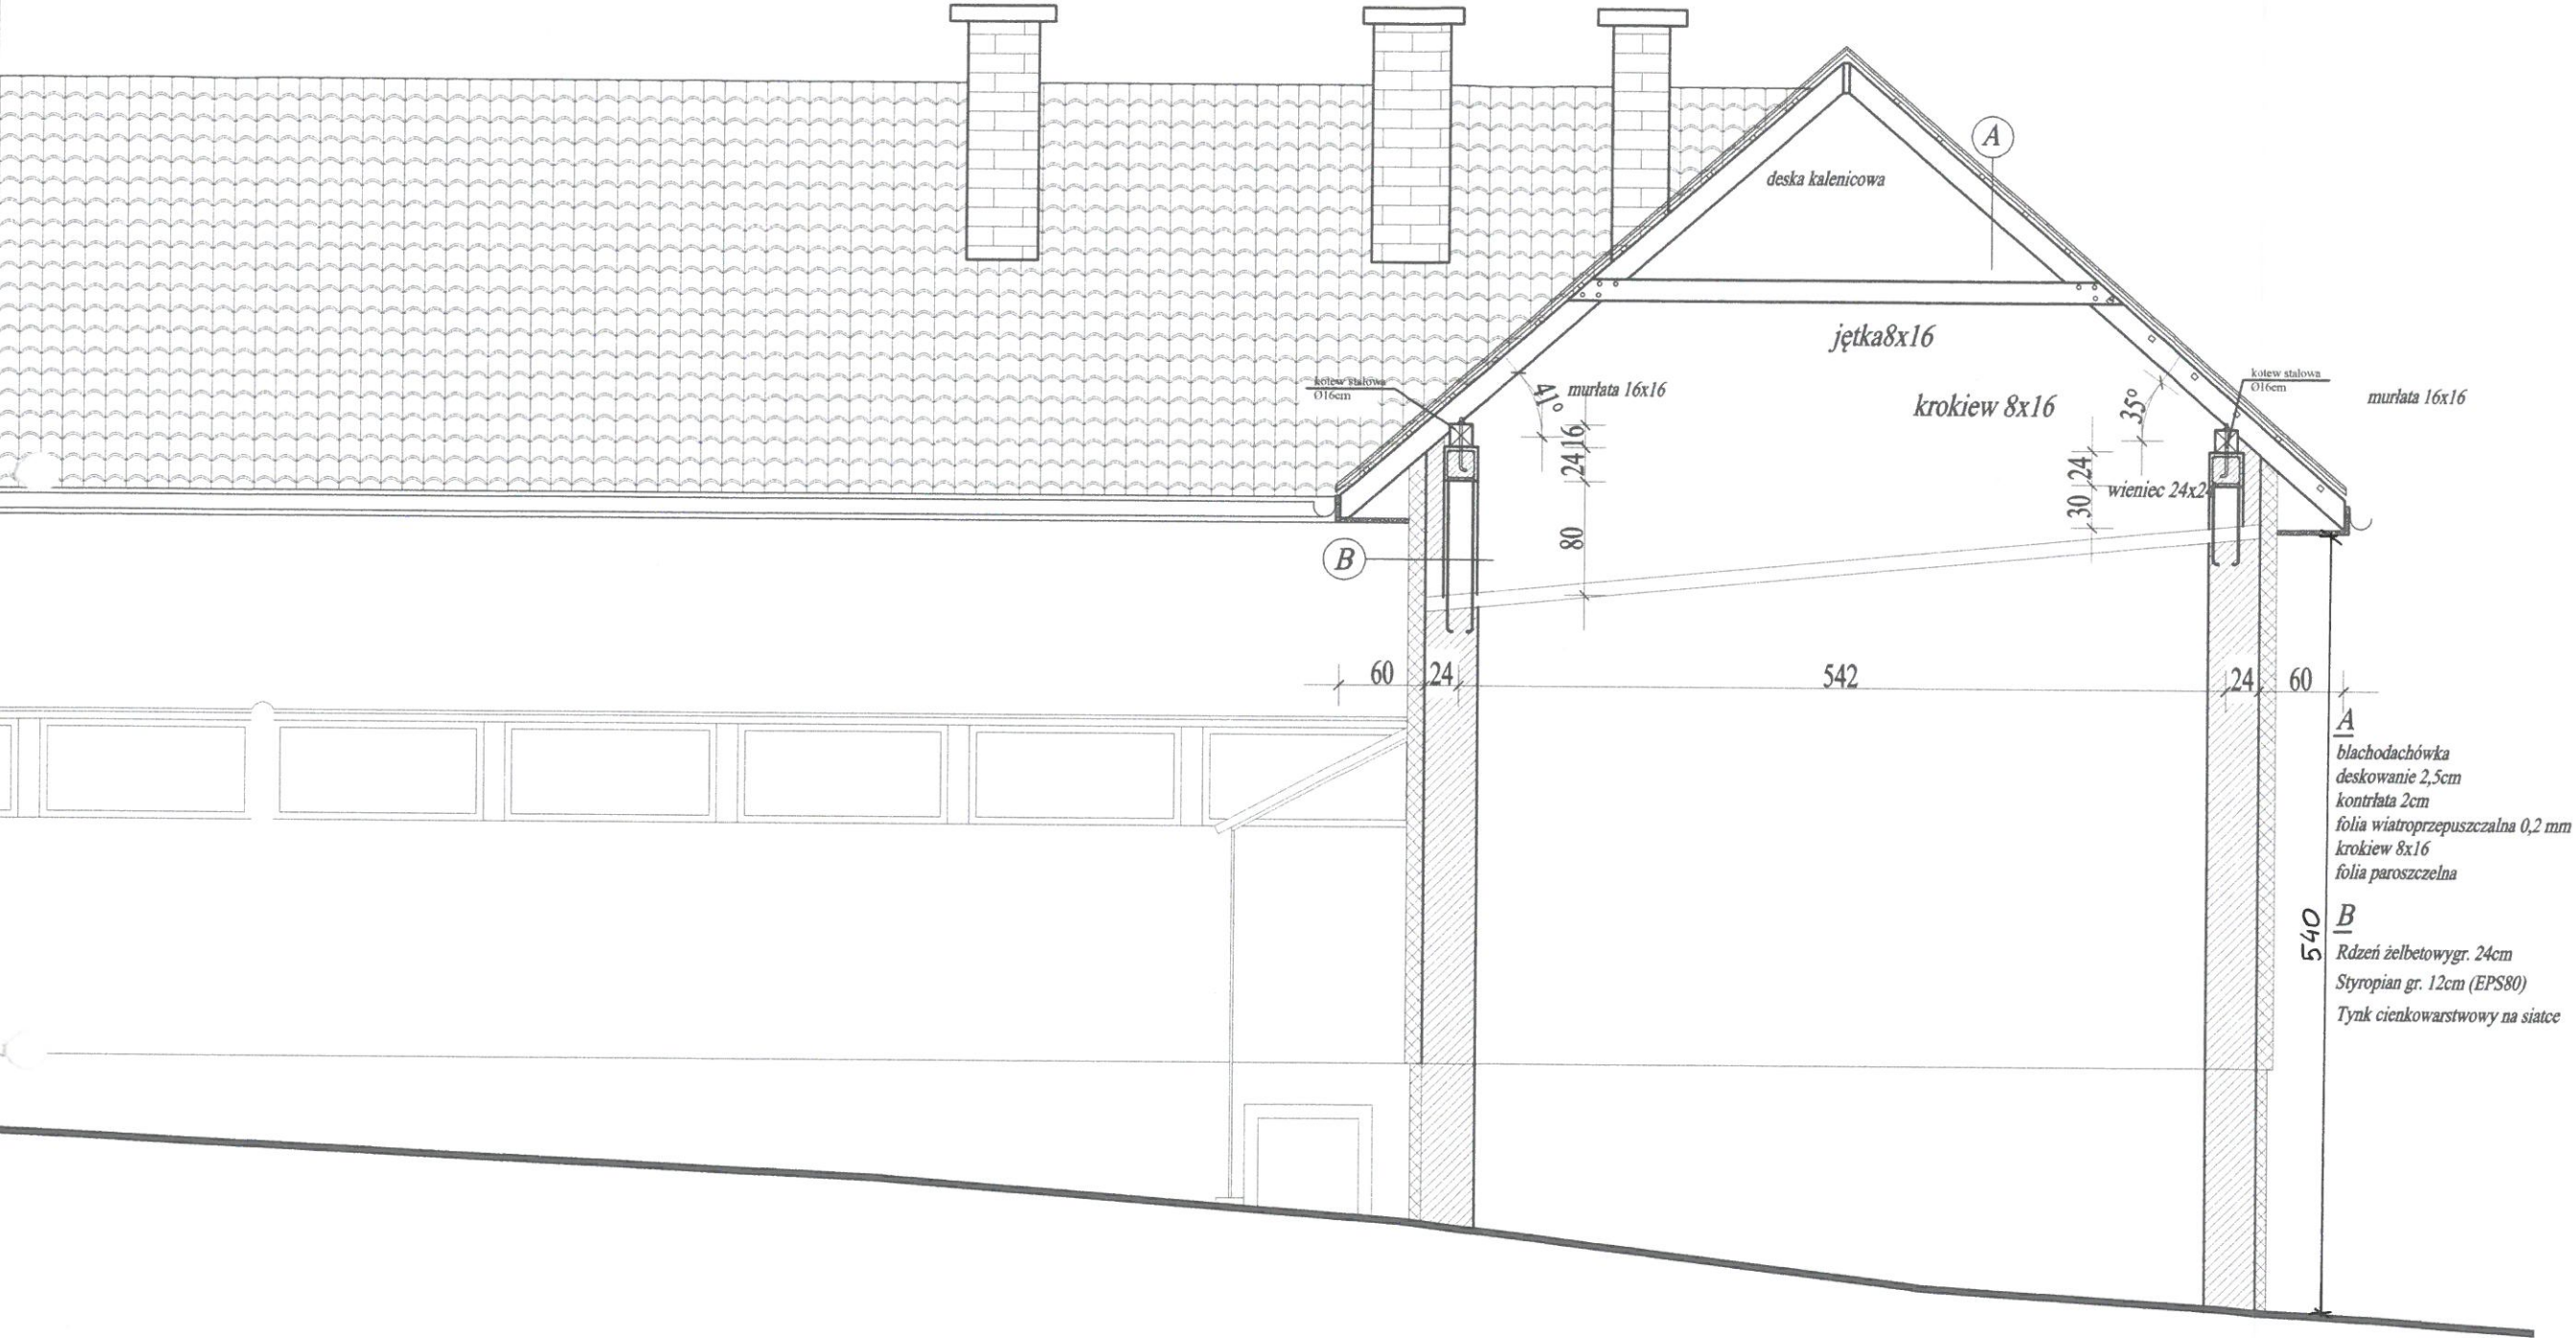 A
deska kalenicowa
jętka8x16
kotew stalowa
Ø16cm
41°
murłata 16x16
krokiew 8x16
35°
kotew stalowa
Ø16cm
murłata 16x16
16
24
80
24
30
wieniec 24x24
B
60
24
542
24
60
A
blachodachówka
deskowanie 2,5cm
kontrłata 2cm
folia wiatroprzepuszczalna 0,2 mm
krokiew 8x16
folia paroszczelna
540
B
Rdzeń żelbetowygr. 24cm
Styropian gr. 12cm (EPS80)
Tynk cienkowarstwowy na siatce